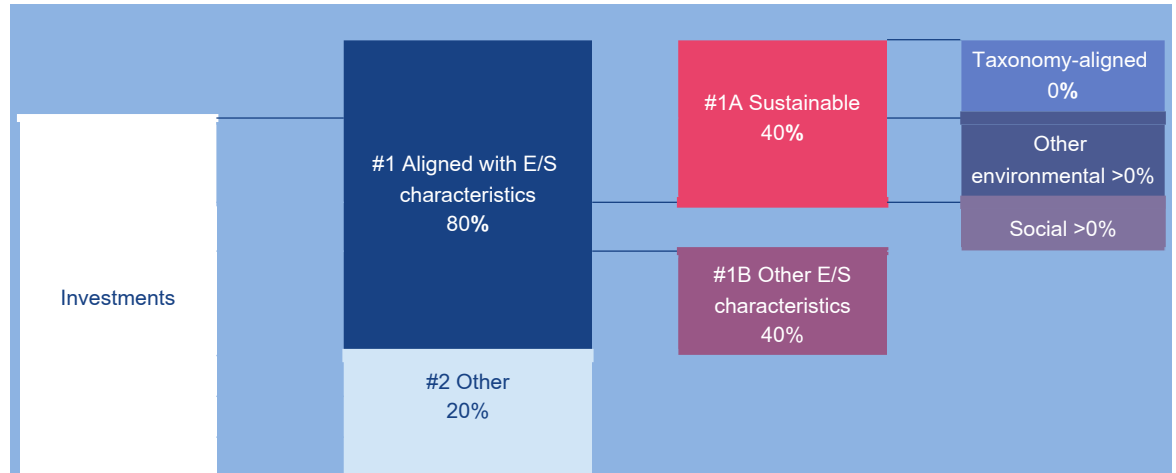 Investments
#1 Aligned with E/S
characteristics
80%
#2 Other
20%
#1A Sustainable
40%
#1B Other E/S
characteristics
40%
Taxonomy-aligned
0%
Other
environmental >0%
Social >0%